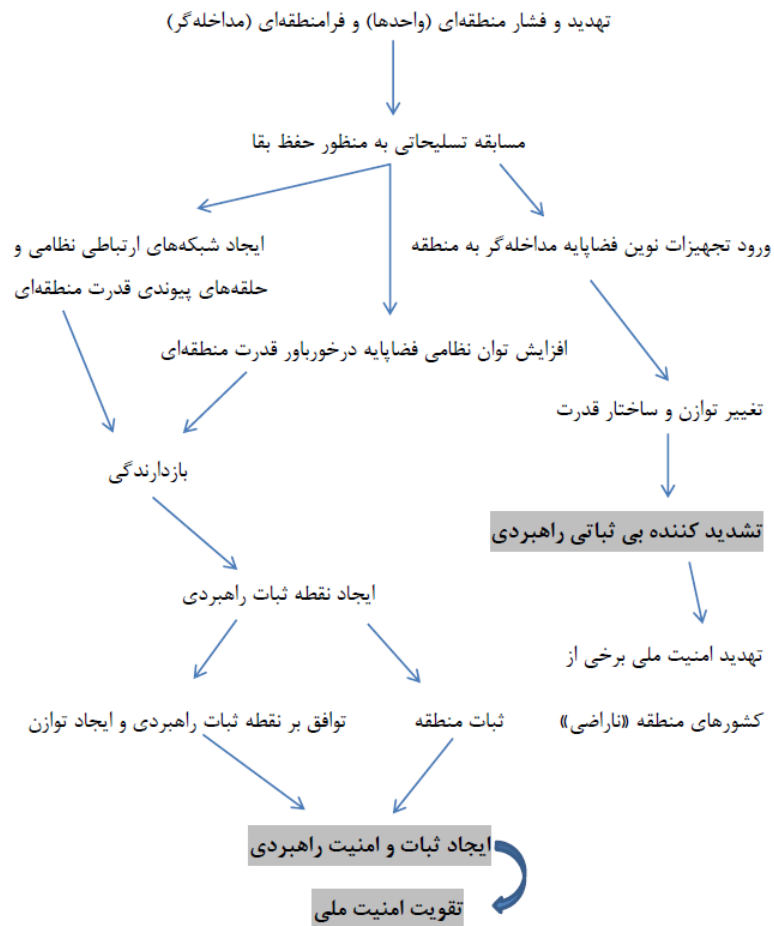 تهدید و فشار منطقه‌ای (واحدها) و فرامنطقه‌ای (مداخله‌گر)
مسابقه تسلیحاتی به منظور حفظ بقا
ورود تجهیزات نوین فضاپایه مداخله‌گر به منطقه
ایجاد شبکه‌های ارتباطی نظامی و
حلقه‌های پیوندی قدرت منطقه‌ای
افزایش توان نظامی فضاپایه درخورباور قدرت منطقه‌ای
تغییر توازن و ساختار قدرت
بازدارندگی
تشدید کننده بی ثباتی راهبردی
ایجاد نقطه ثبات راهبردی
تهدید امنیت ملی برخی از
کشورهای منطقه «ناراضی»
ثبات منطقه
توافق بر نقطه ثبات راهبردی و ایجاد توازن
ایجاد ثبات و امنیت راهبردی
تقویت امنیت ملی